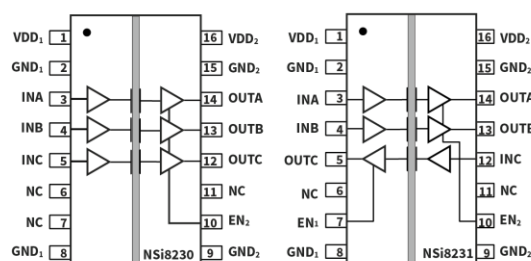 VDD₁ 1 16 VDD₂
GND₁ 2 15 GND₂
INA 3 14 OUTA
INB 4 13 OUTB
INC 5 12 OUTC
NC 6 11 NC
NC 7 10 EN₂
GND₁ 8 NSi8230 9 GND₂
VDD₁ 1 16 VDD₂
GND₁ 2 15 GND₂
INA 3 14 OUTA
INB 4 13 OUTB
OUTC 5 12 INC
NC 6 11 NC
EN₁ 7 10 EN₂
GND₁ 8 NSi8231 9 GND₂